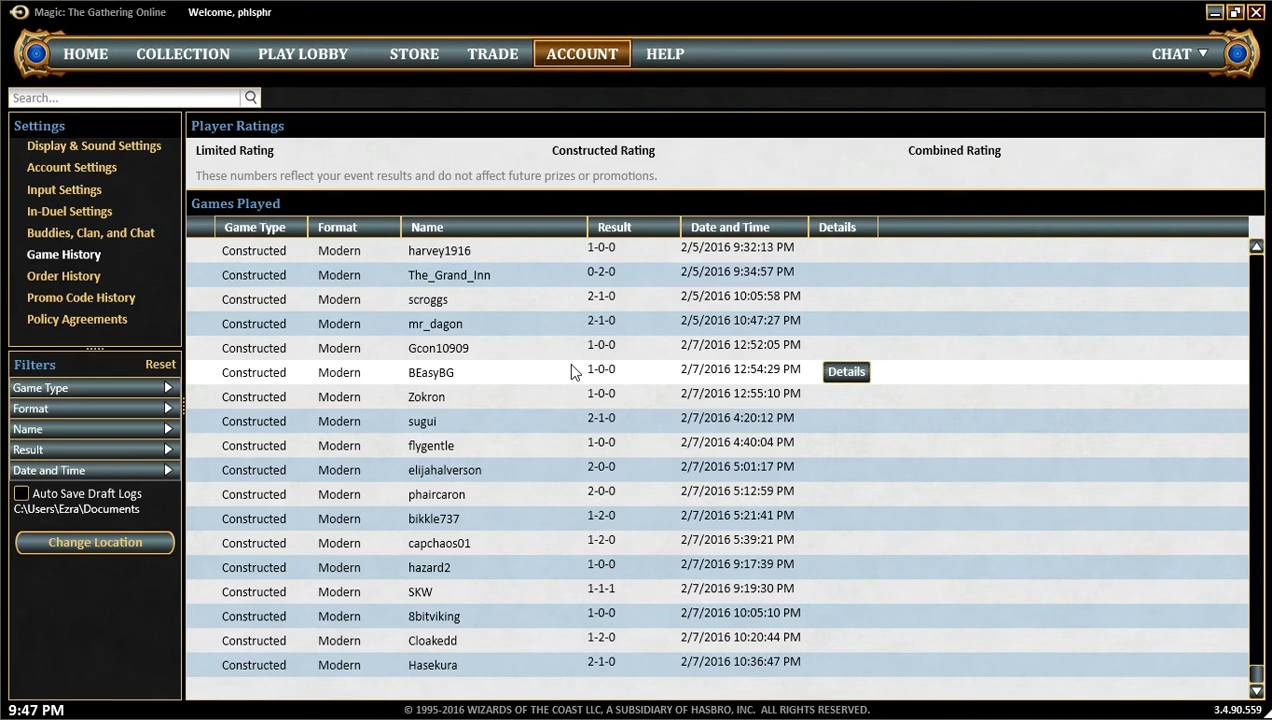 Magic: The Gathering Online Welcome, phlsphr
HOME COLLECTION PLAY LOBBY STORE TRADE ACCOUNT HELP CHAT
Search...
Settings
Display & Sound Settings
Account Settings
Input Settings
In-Duel Settings
Buddies, Clan, and Chat
Game History
Order History
Promo Code History
Policy Agreements
Filters Reset
Game Type
Format
Name
Result
Date and Time
Auto Save Draft Logs
C:\Users\Ezra\Documents
Change Location
Player Ratings
Limited Rating Constructed Rating Combined Rating
These numbers reflect your event results and do not affect future prizes or promotions.
Games Played
Game Type Format Name Result Date and Time Details
Constructed Modern harvey1916 1-0-0 2/5/2016 9:32:13 PM
Constructed Modern The_Grand_Inn 0-2-0 2/5/2016 9:34:57 PM
Constructed Modern scroggs 2-1-0 2/5/2016 10:05:58 PM
Constructed Modern mr_dagon 2-1-0 2/5/2016 10:47:27 PM
Constructed Modern Gcon10909 1-0-0 2/7/2016 12:52:05 PM
Constructed Modern BEasyBG 1-0-0 2/7/2016 12:54:29 PM Details
Constructed Modern Zokron 1-0-0 2/7/2016 12:55:10 PM
Constructed Modern sugui 2-1-0 2/7/2016 4:20:12 PM
Constructed Modern flygentle 1-0-0 2/7/2016 4:40:04 PM
Constructed Modern elijahalverson 2-0-0 2/7/2016 5:01:17 PM
Constructed Modern phaircaron 2-0-0 2/7/2016 5:12:59 PM
Constructed Modern bikkle737 1-2-0 2/7/2016 5:21:41 PM
Constructed Modern capchaos01 1-2-0 2/7/2016 5:39:21 PM
Constructed Modern hazard2 1-0-0 2/7/2016 9:17:39 PM
Constructed Modern SKW 1-1-1 2/7/2016 9:19:30 PM
Constructed Modern 8bitviking 1-0-0 2/7/2016 10:05:10 PM
Constructed Modern Cloakedd 1-2-0 2/7/2016 10:20:44 PM
Constructed Modern Hasekura 2-1-0 2/7/2016 10:36:47 PM
9:47 PM © 1995-2016 WIZARDS OF THE COAST LLC, A SUBSIDIARY OF HASBRO, INC. ALL RIGHTS RESERVED. 3.4.90.559